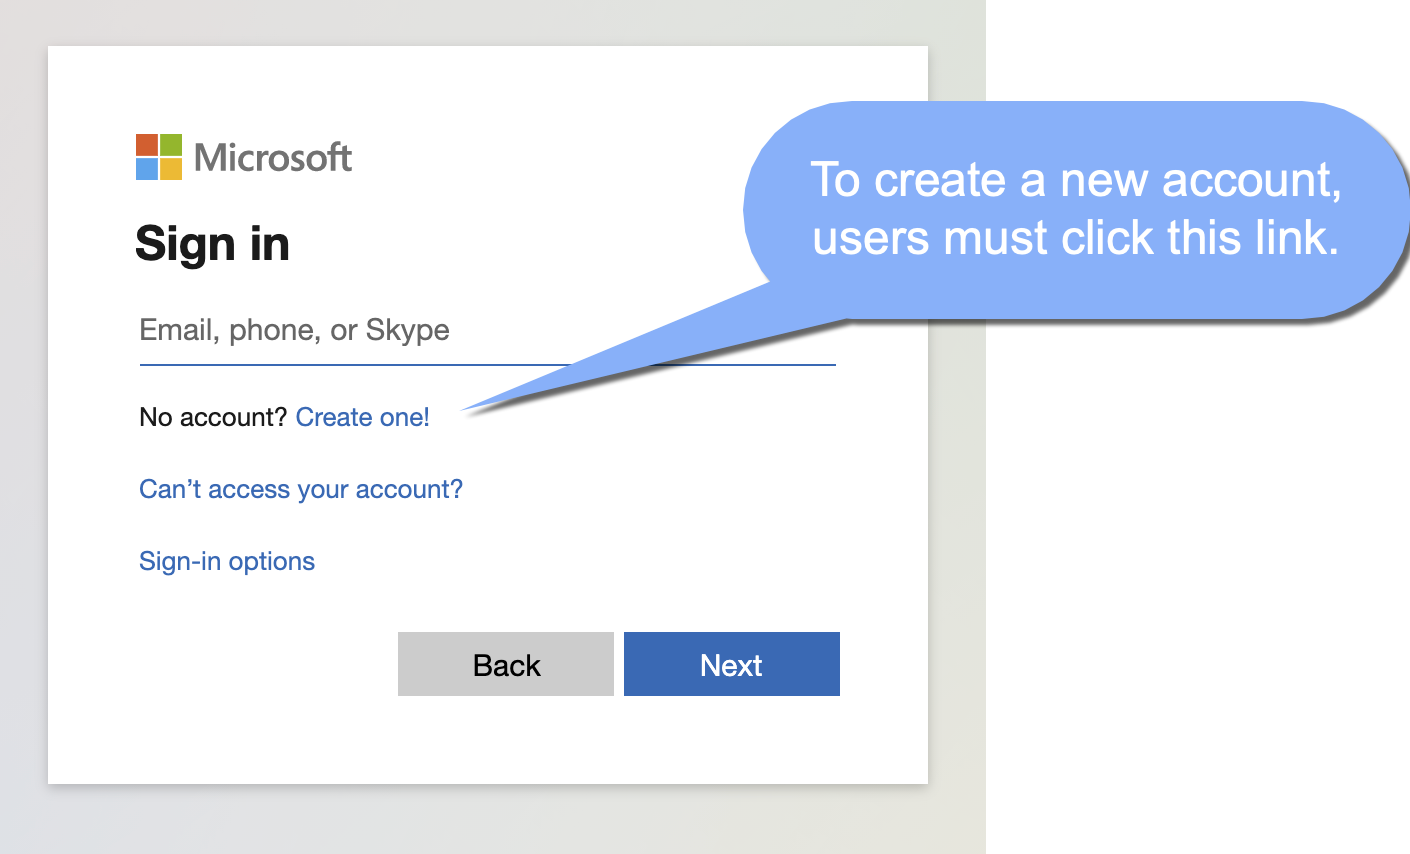 Microsoft
Sign in
To create a new account,
users must click this link.
Email, phone, or Skype
No account? Create one!
Can’t access your account?
Sign-in options
Back
Next